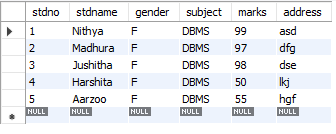 stdno stdname gender subject marks address
1 Nithya F DBMS 99 asd
2 Madhura F DBMS 97 dfg
3 Jushitha F DBMS 98 dse
4 Harshita F DBMS 50 lkj
5 Aarzoo F DBMS 55 hgf
NULL NULL NULL NULL NULL NULL